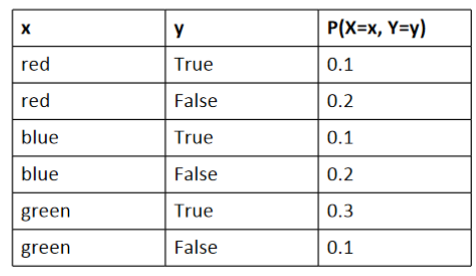 x y P(X=x, Y=y)
red True 0.1
red False 0.2
blue True 0.1
blue False 0.2
green True 0.3
green False 0.1